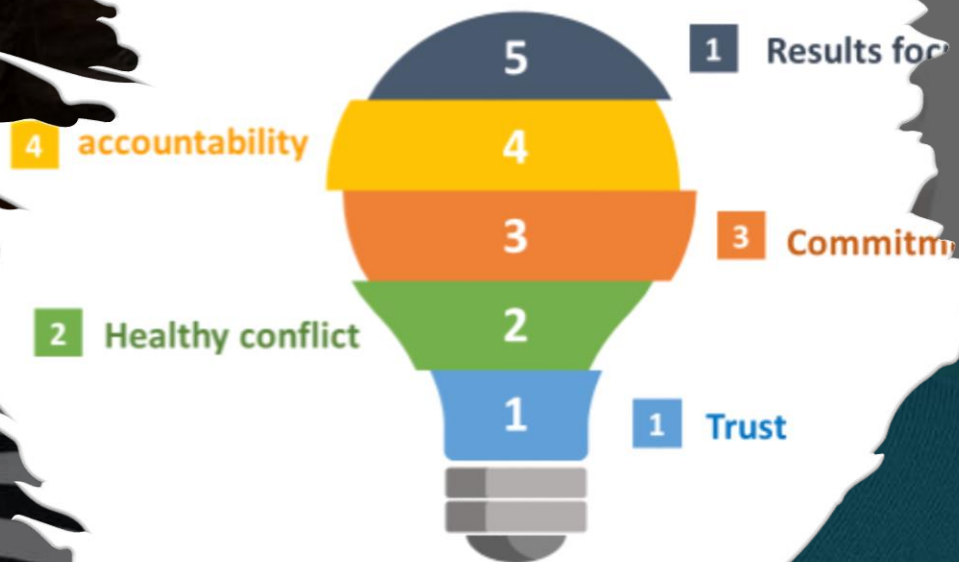 5
1 Results foc
4 accountability
4
3
3 Commitm
2 Healthy conflict
2
1
1 Trust